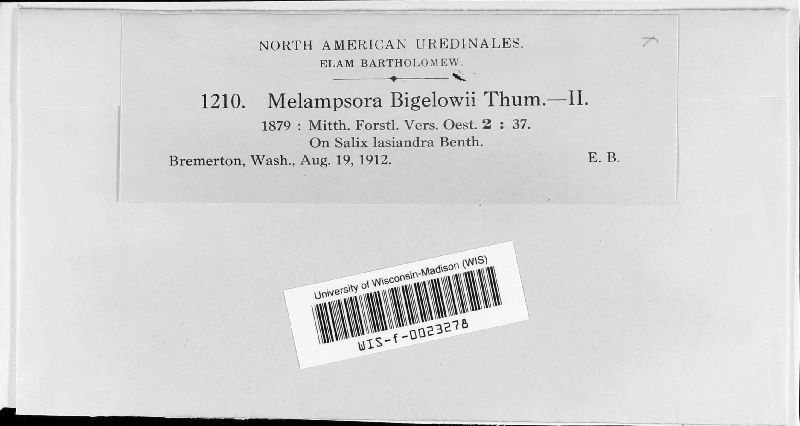 NORTH AMERICAN UREDINALES.
ELAM BARTHOLOMEW.
1210. Melampsora Bigelowii Thum.—II.
1879 : Mitth. Forstl. Vers. Oest. 2 : 37.
On Salix lasiandra Benth.
Bremerton, Wash., Aug. 19, 1912. E. B.
University of Wisconsin-Madison (WIS)
WIS-f-0023278